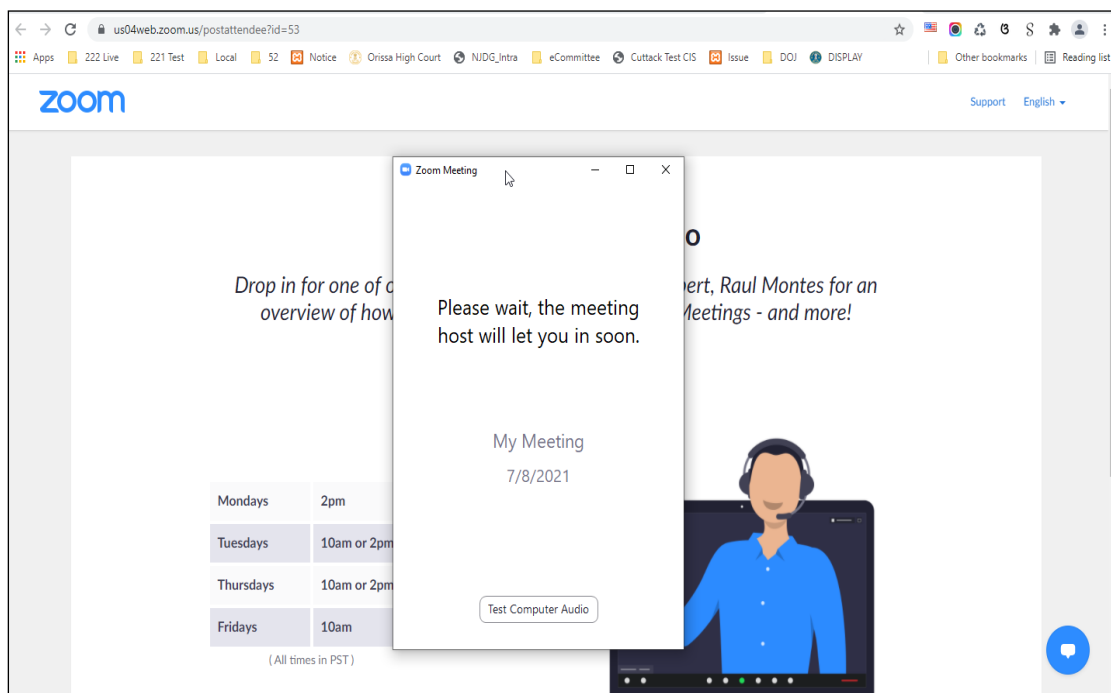 us04web.zoom.us/postattendee?id=53
Apps 222 Live 221 Test Local 52 Notice Orissa High Court NJDG_Intra eCommittee Cuttack Test CIS Issue DOJ DISPLAY Other bookmarks Reading list
zoom Support English
Zoom Meeting
Drop in for one of Raul Montes for an
overview of how Meetings - and more!
Please wait, the meeting
host will let you in soon.
My Meeting
7/8/2021
Mondays 2pm
Tuesdays 10am or 2pm
Thursdays 10am or 2pm
Fridays 10am
(All times in PST)
Test Computer Audio